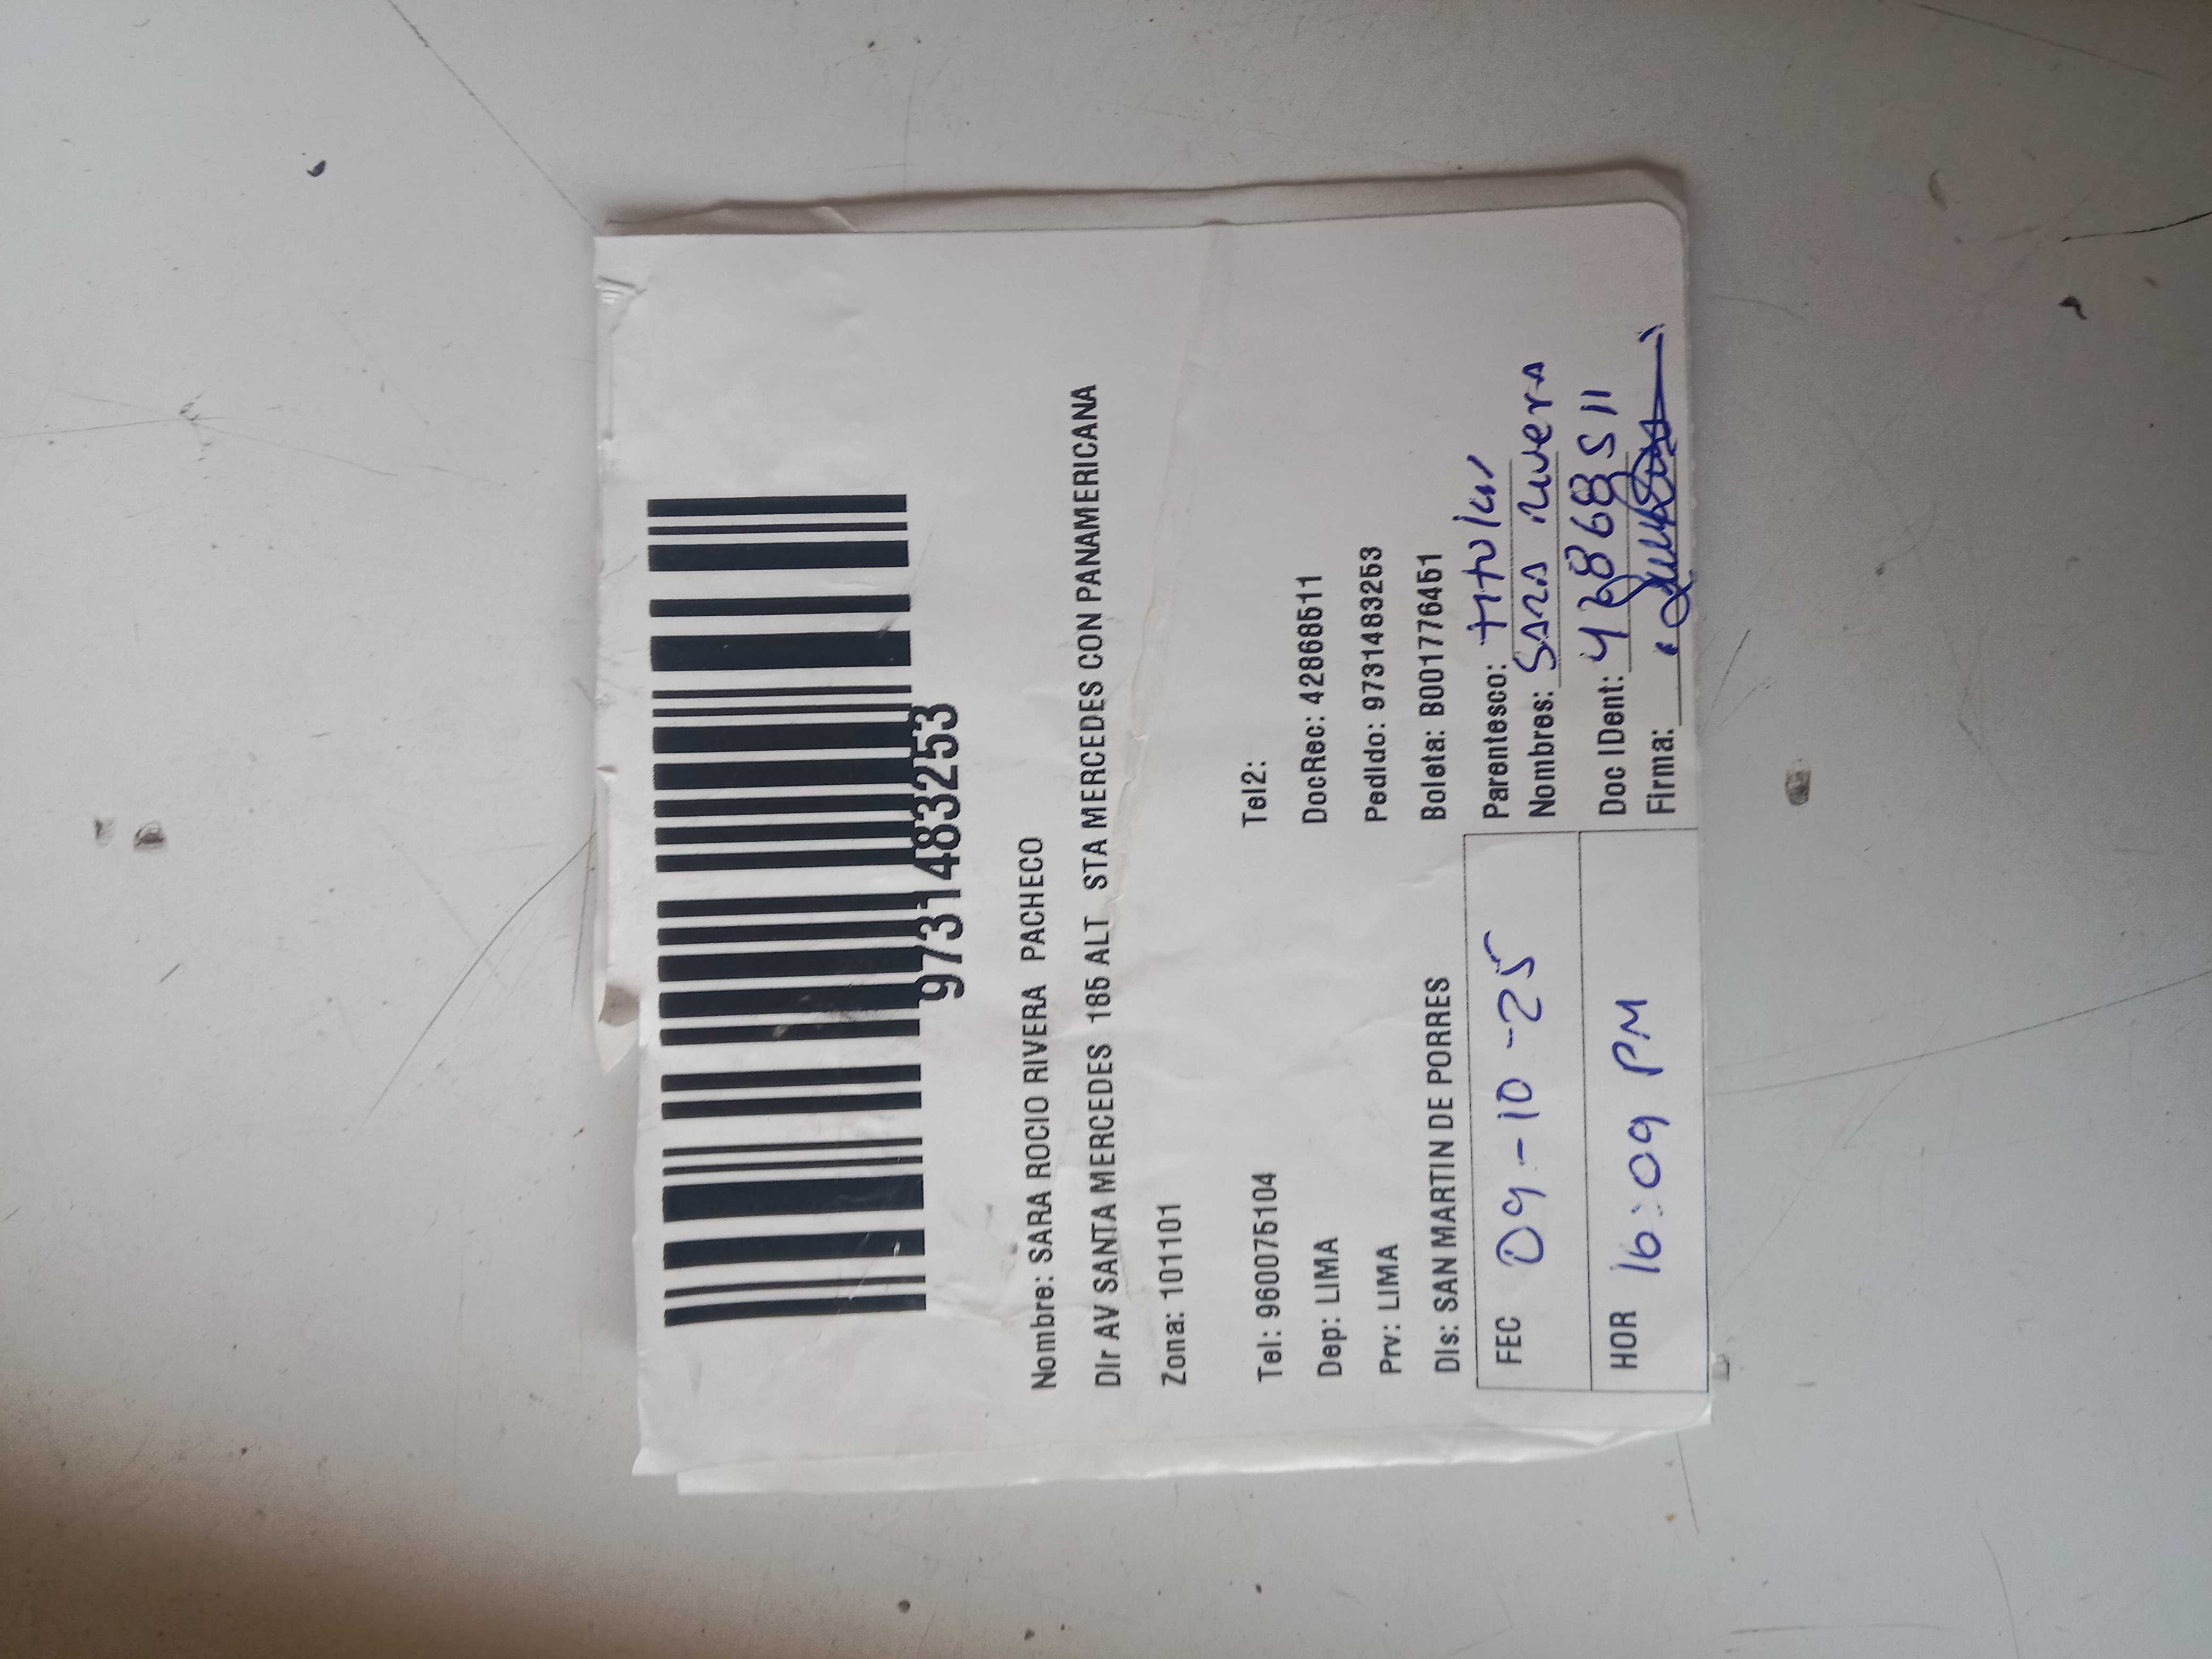 9731483253
Nombre: SARA ROCIO RIVERA PACHECO
Dir AV SANTA MERCEDES 185 ALT STA MERCEDES CON PANAMERICANA
Zona: 101101
Tel: 960075104 Tel2:
Dep: LIMA DocRec: 42868511
Prv: LIMA Pedido: 9731483253
Dis: SAN MARTIN DE PORRES Boleta: B001776451
FEC 09-10-25 Parentesco: titular
Nombres: Sara Rivera
HOR 16:09 PM Doc IDent: 42868511
Firma: